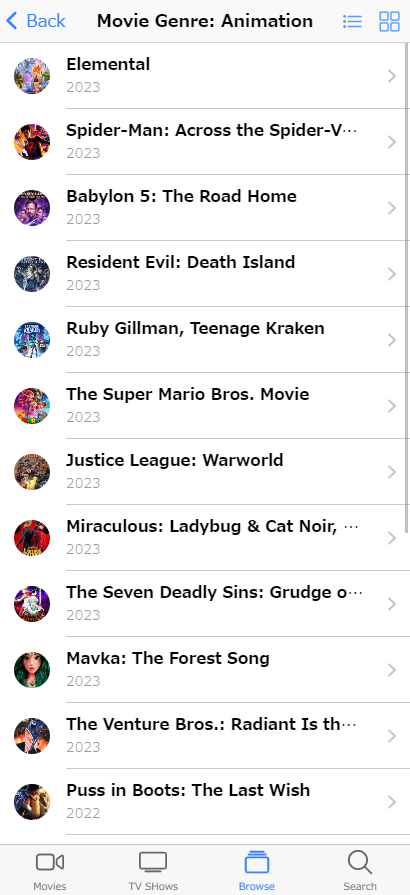 Back
Movie Genre: Animation
Elemental
2023
Spider-Man: Across the Spider-V···
2023
Babylon 5: The Road Home
2023
Resident Evil: Death Island
2023
Ruby Gillman, Teenage Kraken
2023
The Super Mario Bros. Movie
2023
Justice League: Warworld
2023
Miraculous: Ladybug & Cat Noir, ···
2023
The Seven Deadly Sins: Grudge o···
2023
Mavka: The Forest Song
2023
The Venture Bros.: Radiant Is th···
2023
Puss in Boots: The Last Wish
2022
Movies
TV SHows
Browse
Search